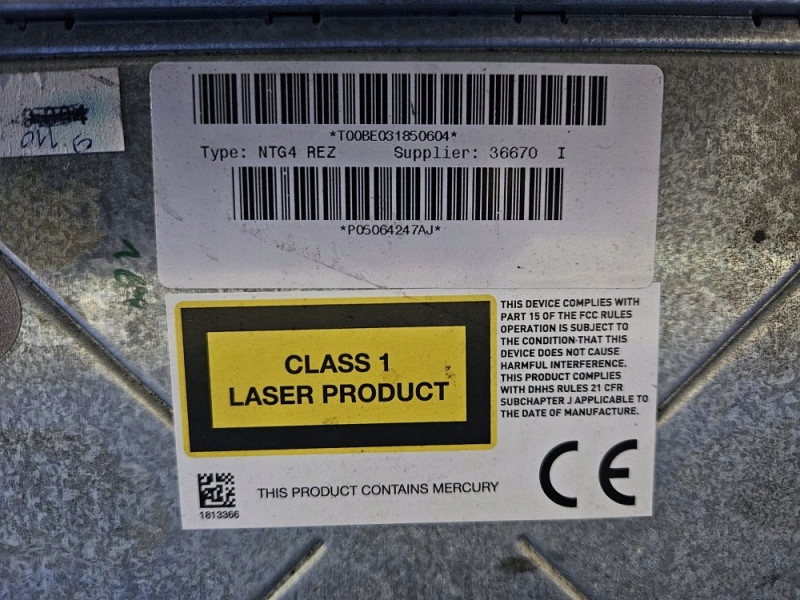 *T00BE031850604*
Type: NTG4 REZ Supplier: 36670 I
*P05064247AJ*
164
THIS DEVICE COMPLIES WITH
PART 15 OF THE FCC RULES
OPERATION IS SUBJECT TO
THE CONDITION-THAT THIS
DEVICE DOES NOT CAUSE
HARMFUL INTERFERENCE.
THIS PRODUCT COMPLIES
WITH DHHS RULES 21 CFR
SUBCHAPTER J APPLICABLE TO
THE DATE OF MANUFACTURE.
CLASS 1
LASER PRODUCT
CE
THIS PRODUCT CONTAINS MERCURY
1813366